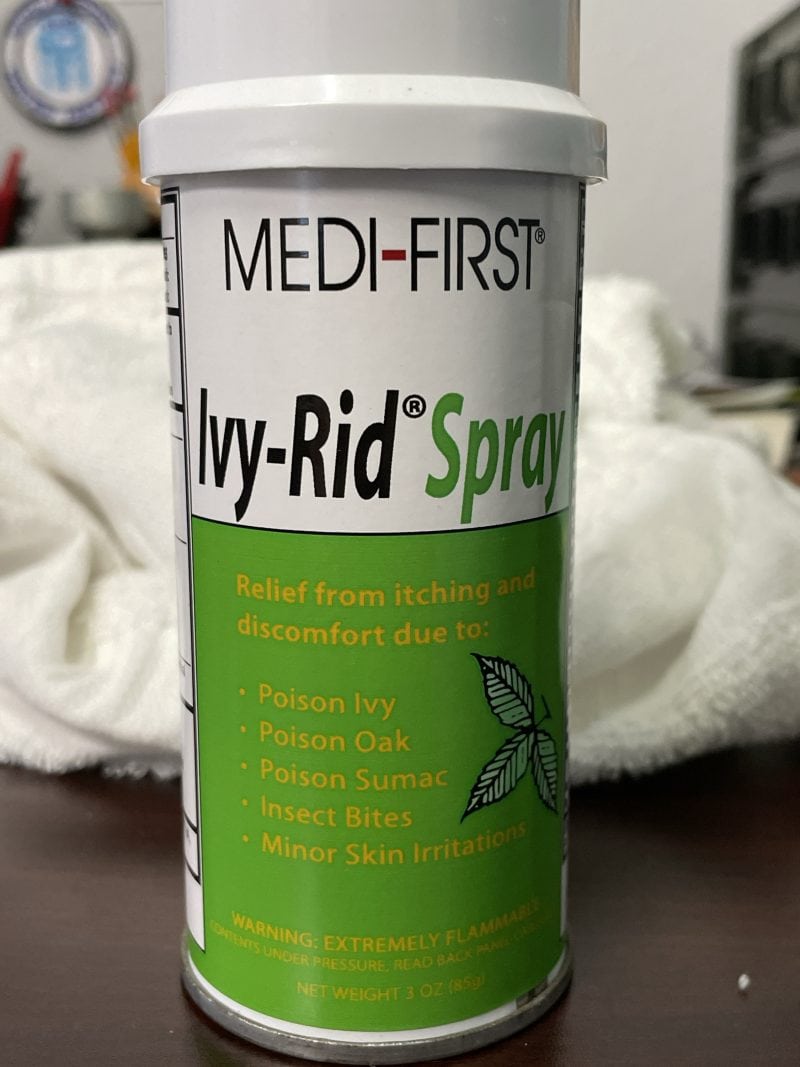 MEDI-FIRST®
Ivy-Rid® Spray
Relief from itching and
discomfort due to:
• Poison Ivy
• Poison Oak
• Poison Sumac
• Insect Bites
• Minor Skin Irritations
WARNING: EXTREMELY FLAMMABLE
CONTENTS UNDER PRESSURE, READ BACK PANEL
NET WEIGHT 3 OZ (85g)